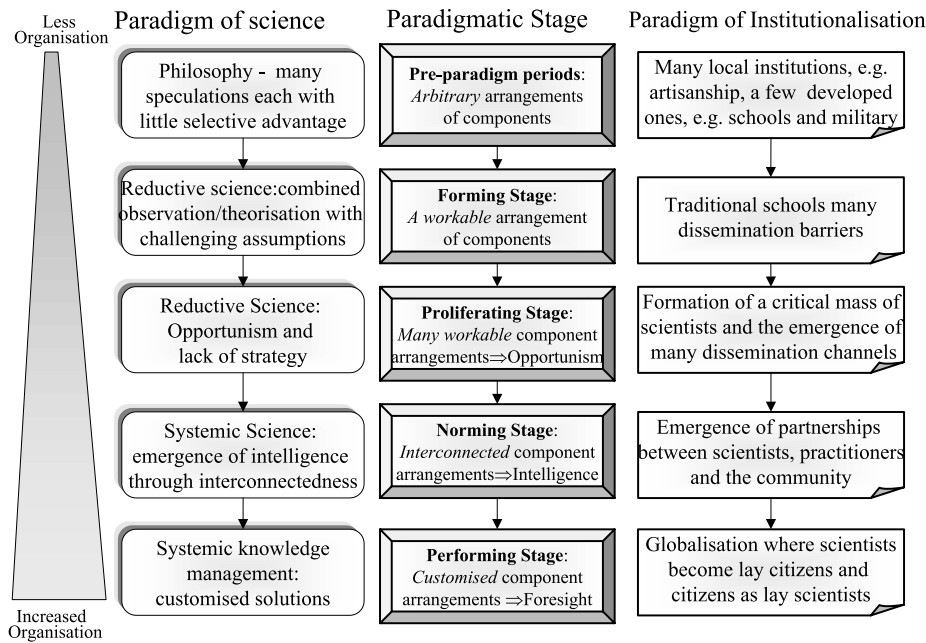 Less
Organisation
Paradigm of science
Paradigmatic Stage
Paradigm of Institutionalisation
Philosophy - many
speculations each with
little selective advantage
Pre-paradigm periods:
Arbitrary arrangements
of components
Many local institutions, e.g.
artisanship, a few developed
ones, e.g. schools and military
Reductive science:combined
observation/theorisation with
challenging assumptions
Forming Stage:
A workable arrangement
of components
Traditional schools many
dissemination barriers
Reductive Science:
Opportunism and
lack of strategy
Proliferating Stage:
Many workable component
arrangements⇒Opportunism
Formation of a critical mass of
scientists and the emergence of
many dissemination channels
Systemic Science:
emergence of intelligence
through interconnectedness
Norming Stage:
Interconnected component
arrangements⇒Intelligence
Emergence of partnerships
between scientists, practitioners
and the community
Systemic knowledge
management:
customised solutions
Performing Stage:
Customised component
arrangements ⇒Foresight
Globalisation where scientists
become lay citizens and
citizens as lay scientists
Increased
Organisation